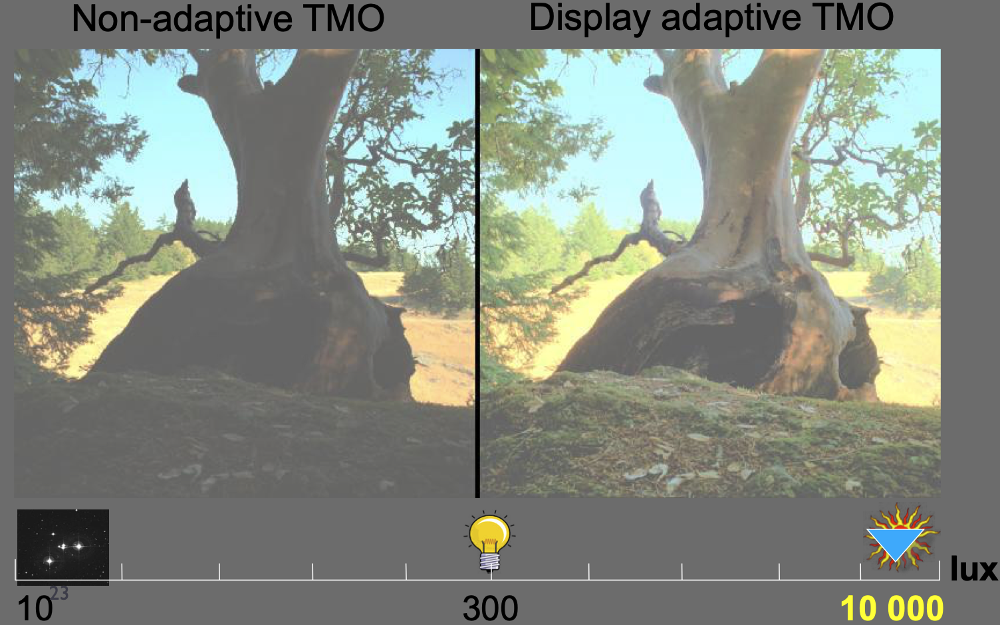 Non-adaptive TMO
Display adaptive TMO
lux
23
10
300
10 000